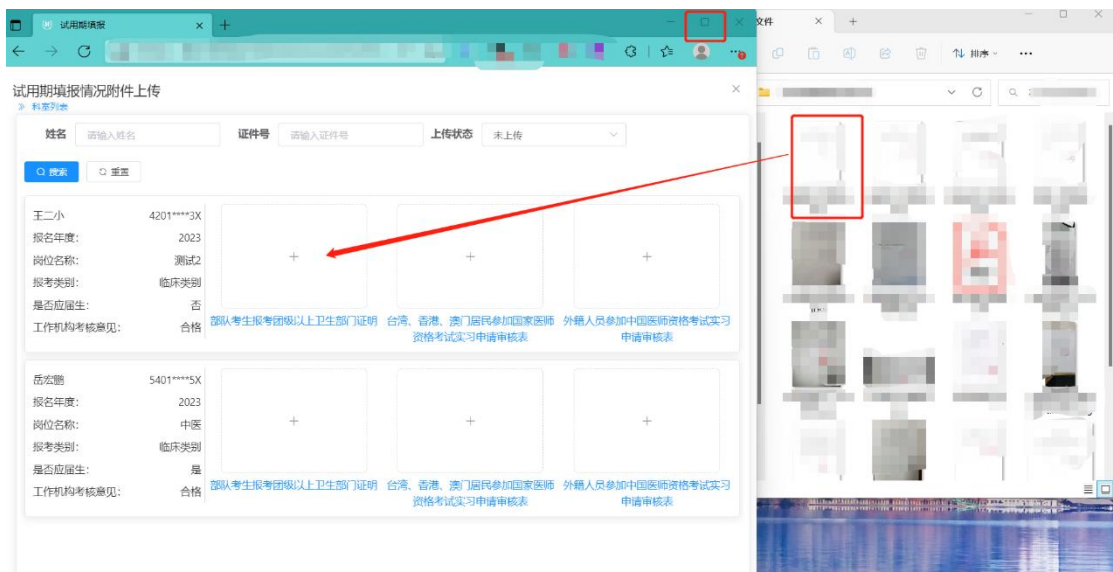 试用期填报
文件
排序
试用期填报情况附件上传
科室列表
姓名 请输入姓名 证件号 请输入证件号 上传状态 未上传
搜索 重置
王二小 4201****3X
报名年度: 2023
岗位名称: 测试2
报考类别: 临床类别
是否应届生: 否
工作机构考核意见: 合格
部队考生报考团级以上卫生部门证明
台湾、香港、澳门居民参加国家医师
资格考试实习申请审核表
外籍人员参加中国医师资格考试实习
申请审核表
岳宏鹏 5401****5X
报名年度: 2023
岗位名称: 中医
报考类别: 临床类别
是否应届生: 是
工作机构考核意见: 合格
部队考生报考团级以上卫生部门证明
台湾、香港、澳门居民参加国家医师
资格考试实习申请审核表
外籍人员参加中国医师资格考试实习
申请审核表